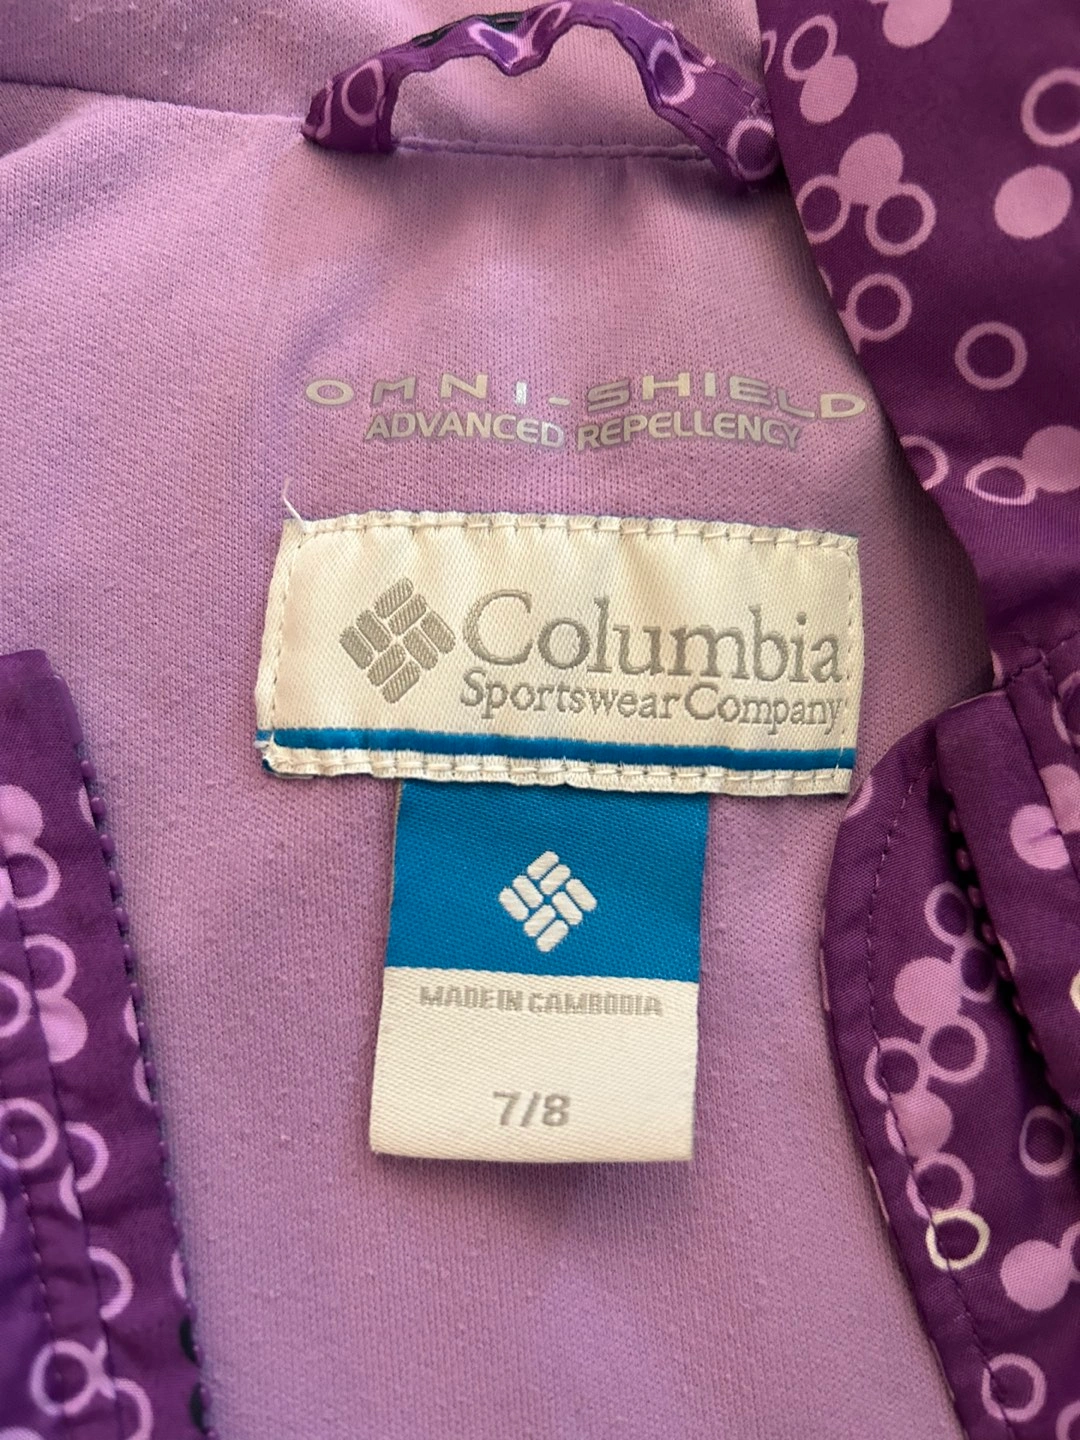 OMNI-SHIELD
ADVANCED REPELLENCY
Columbia
Sportswear Company
MADE IN CAMBODIA
7/8